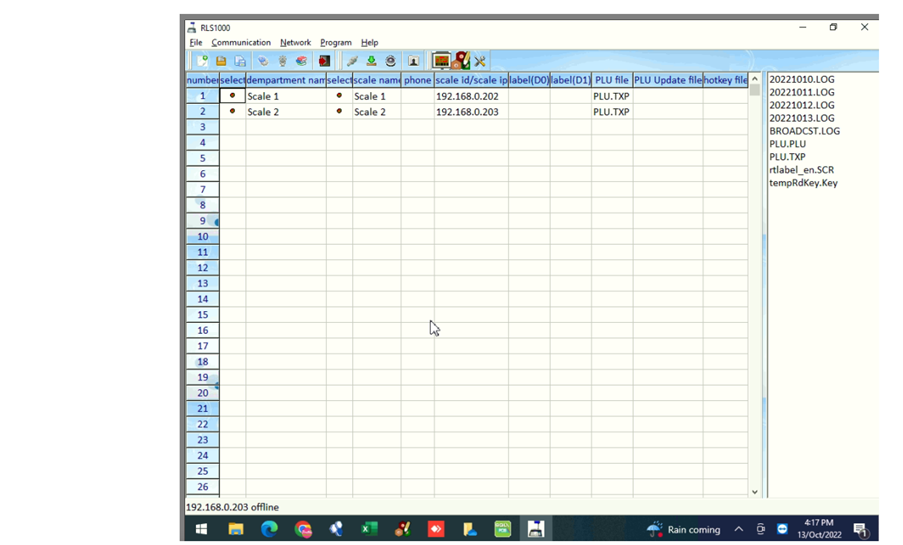 RLS1000
File Communication Network Program Help
number select dempartment nam select scale name phone scale id/scale ip label(D0) label(D1) PLU file PLU Update file hotkey file
1 Scale 1 Scale 1 192.168.0.202 PLU.TXP
2 Scale 2 Scale 2 192.168.0.203 PLU.TXP
3
4
5
6
7
8
9
10
11
12
13
14
15
16
17
18
19
20
21
22
23
24
25
26
20221010.LOG
20221011.LOG
20221012.LOG
20221013.LOG
BROADCST.LOG
PLU.PLU
PLU.TXP
rtlabel_en.SCR
tempRdKey.Key
192.168.0.203 offline
Rain coming
4:17 PM
13/Oct/2022
1